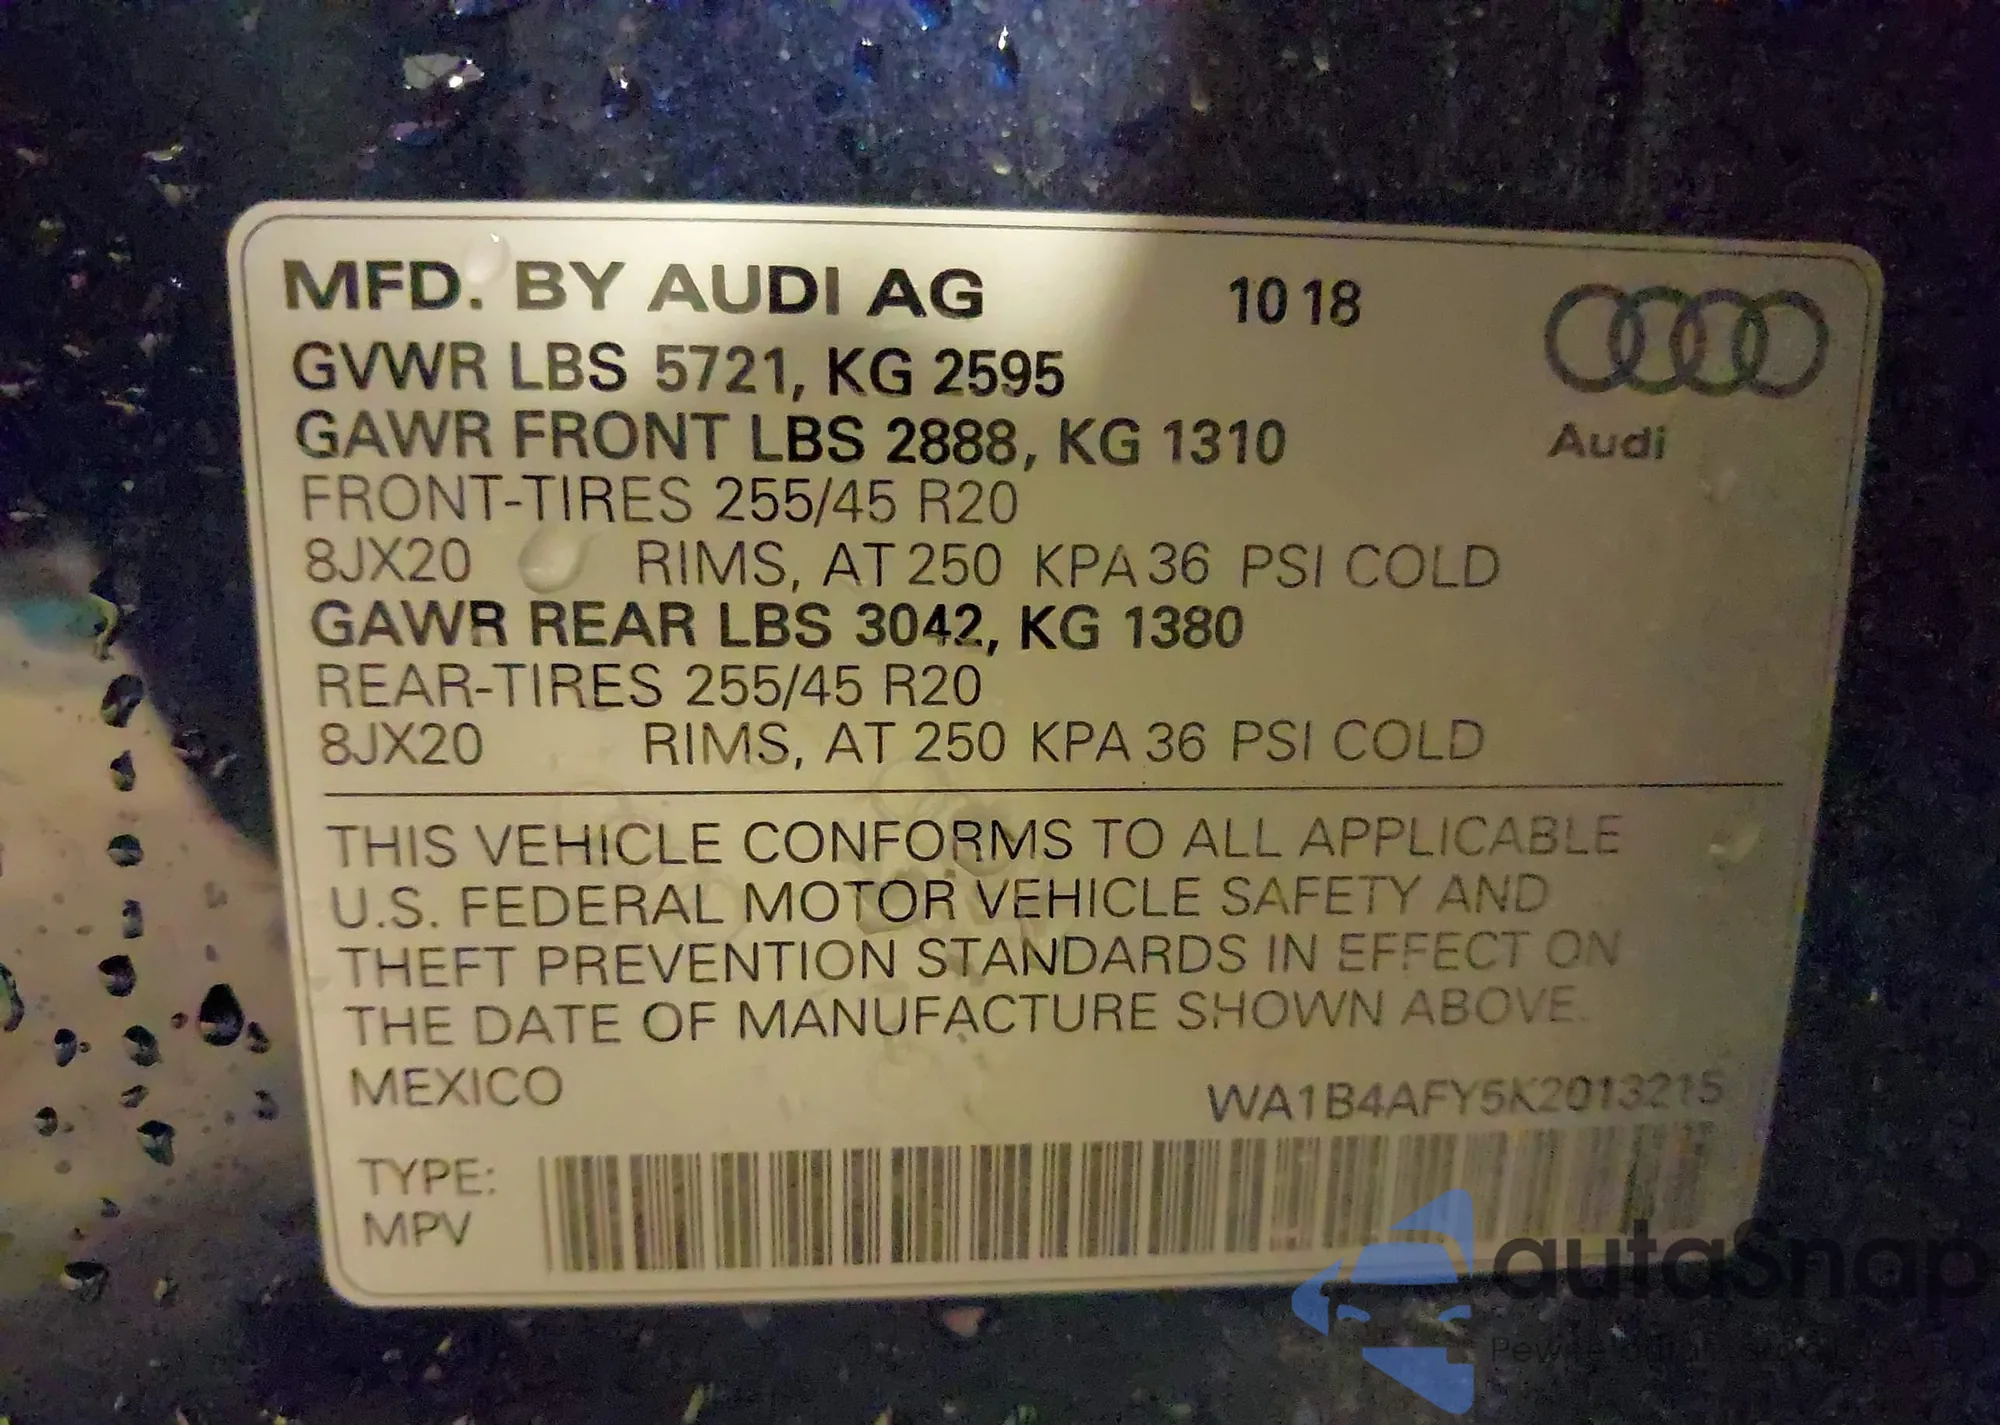 MFD. BY AUDI AG 10 18
GVWR LBS 5721, KG 2595
GAWR FRONT LBS 2888, KG 1310
Audi
FRONT-TIRES 255/45 R20
8JX20 RIMS, AT 250 KPA 36 PSI COLD
GAWR REAR LBS 3042, KG 1380
REAR-TIRES 255/45 R20
8JX20 RIMS, AT 250 KPA 36 PSI COLD
THIS VEHICLE CONFORMS TO ALL APPLICABLE
U.S. FEDERAL MOTOR VEHICLE SAFETY AND
THEFT PREVENTION STANDARDS IN EFFECT ON
THE DATE OF MANUFACTURE SHOWN ABOVE.
MEXICO WA1B4AFY5K2013215
TYPE:
MPV
autaSnap